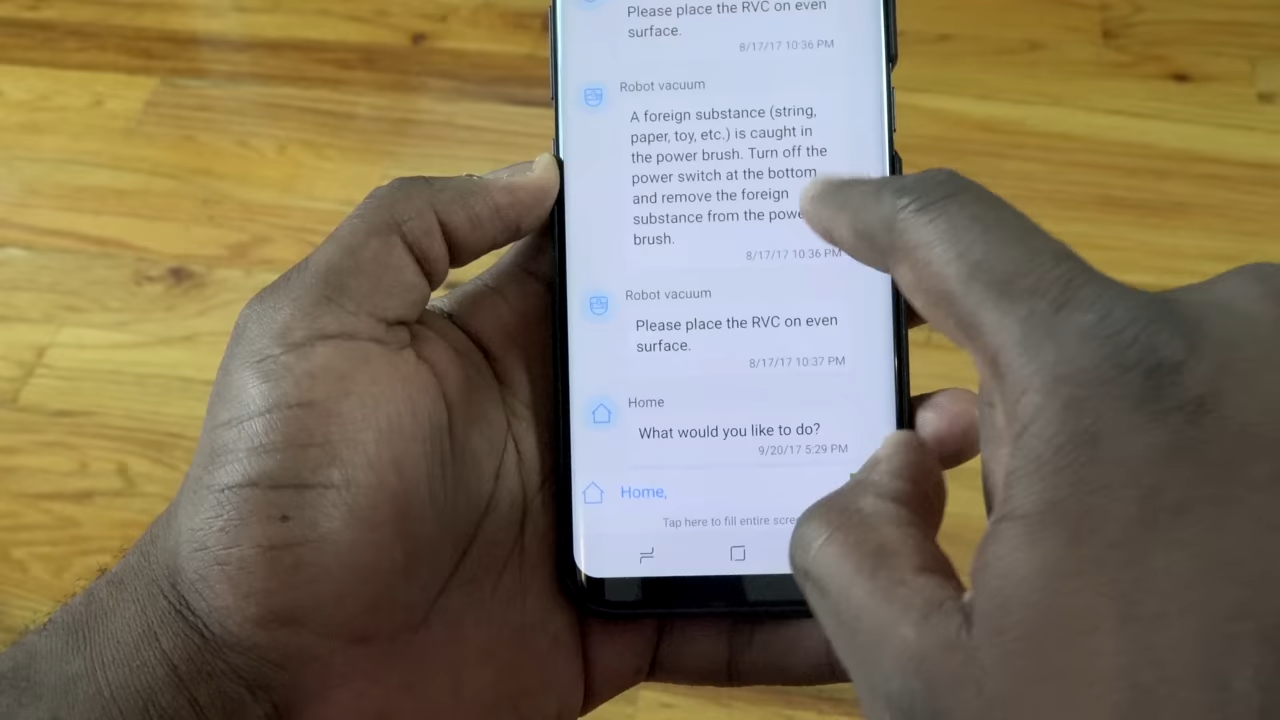 Please place the RVC on even
surface.
8/17/17 10:36 PM
Robot vacuum
A foreign substance (string,
paper, toy, etc.) is caught in
the power brush. Turn off the
power switch at the bottom
and remove the foreign
substance from the powe
brush.
8/17/17 10:36 PM
Robot vacuum
Please place the RVC on even
surface.
8/17/17 10:37 PM
Home
What would you like to do?
9/20/17 5:29 PM
Home,
Tap here to fill entire scre